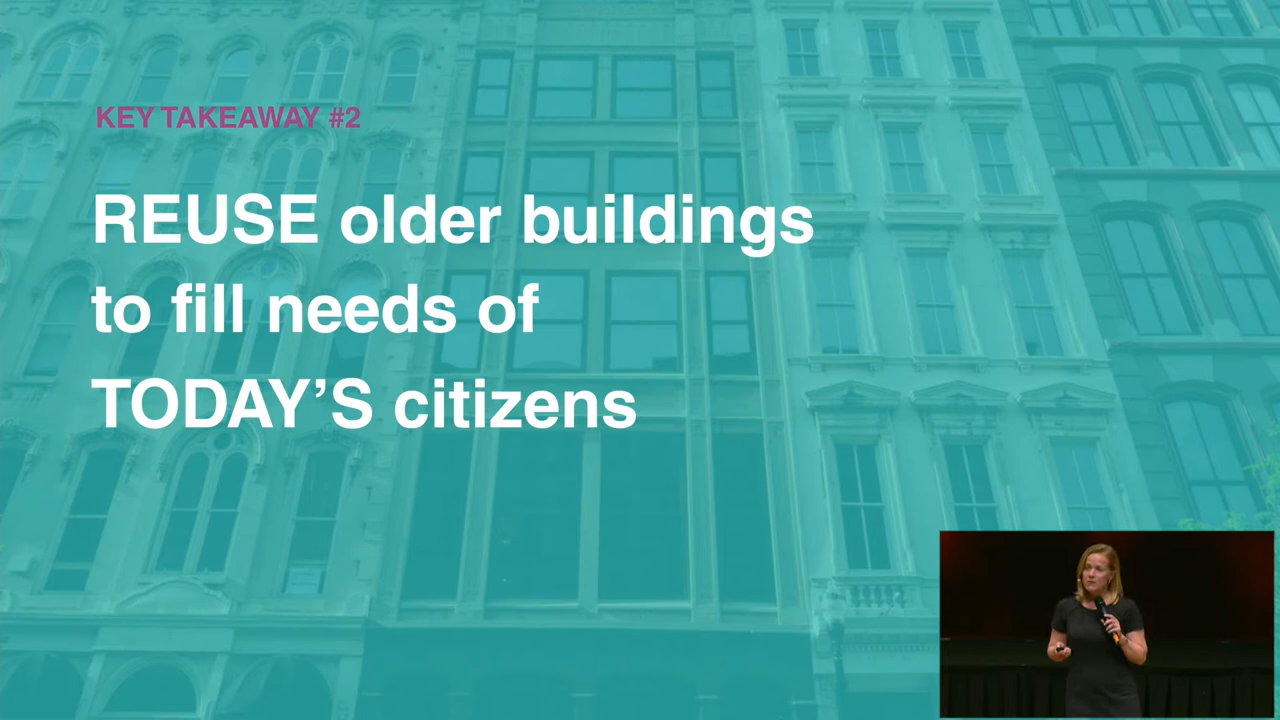 KEY TAKEAWAY #2
REUSE older buildings
to fill needs of
TODAY’S citizens